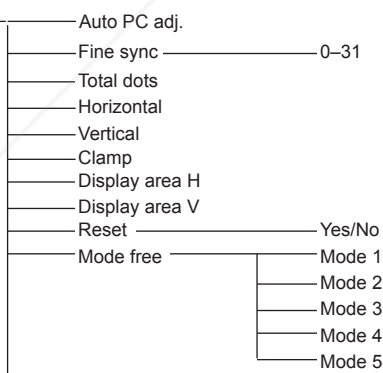 Auto PC adj.
Fine sync 0–31
Total dots
Horizontal
Vertical
Clamp
Display area H
Display area V
Reset Yes/No
Mode free Mode 1
Mode 2
Mode 3
Mode 4
Mode 5